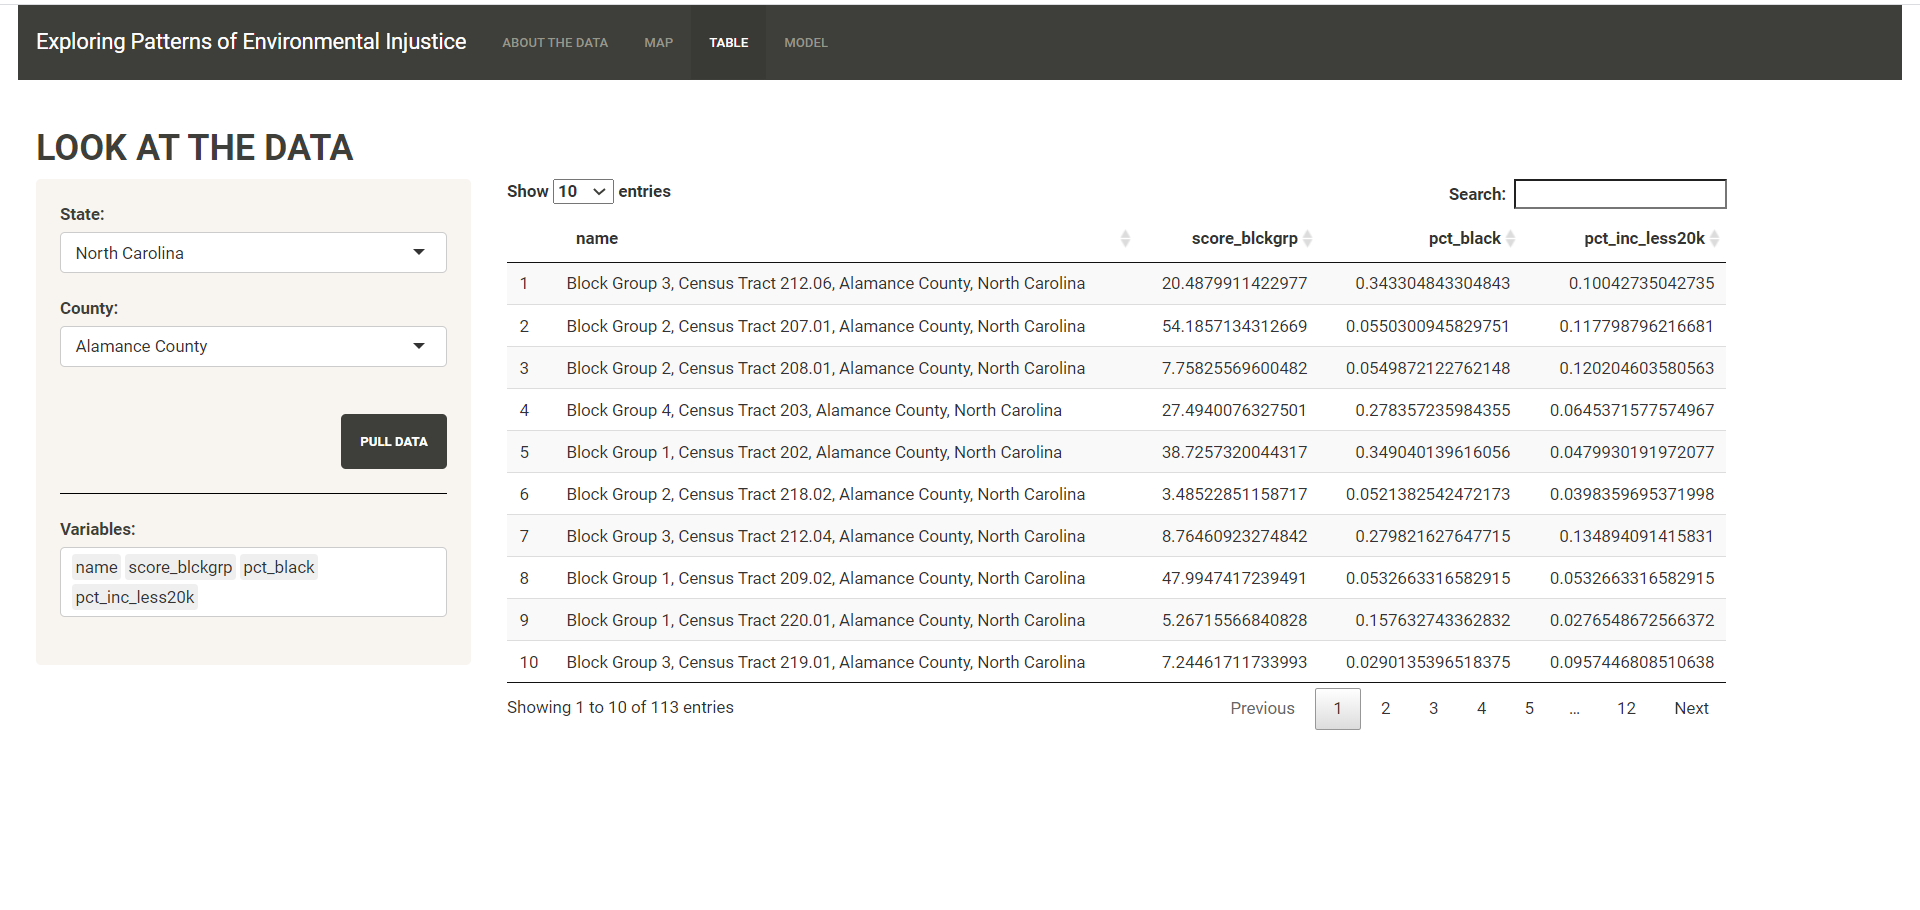 Exploring Patterns of Environmental Injustice ABOUT THE DATA MAP TABLE MODEL
LOOK AT THE DATA
State:
North Carolina
County:
Alamance County
PULL DATA
Variables:
name score_blckgrp pct_black
pct_inc_less20k
Show 10 entries
Search:
name score_blckgrp pct_black pct_inc_less20k
1 Block Group 3, Census Tract 212.06, Alamance County, North Carolina 20.4879911422977 0.343304843304843 0.10042735042735
2 Block Group 2, Census Tract 207.01, Alamance County, North Carolina 54.1857134312669 0.0550300945829751 0.117798796216681
3 Block Group 2, Census Tract 208.01, Alamance County, North Carolina 7.75825569600482 0.0549872122762148 0.120204603580563
4 Block Group 4, Census Tract 203, Alamance County, North Carolina 27.4940076327501 0.278357235984355 0.0645371577574967
5 Block Group 1, Census Tract 202, Alamance County, North Carolina 38.7257320044317 0.349040139616056 0.0479930191972077
6 Block Group 2, Census Tract 218.02, Alamance County, North Carolina 3.48522851158717 0.0521382542472173 0.0398359695371998
7 Block Group 3, Census Tract 212.04, Alamance County, North Carolina 8.76460923274842 0.279821627647715 0.134894091415831
8 Block Group 1, Census Tract 209.02, Alamance County, North Carolina 47.9947417239491 0.0532663316582915 0.0532663316582915
9 Block Group 1, Census Tract 220.01, Alamance County, North Carolina 5.26715566840828 0.157632743362832 0.0276548672566372
10 Block Group 3, Census Tract 219.01, Alamance County, North Carolina 7.24461711733993 0.0290135396518375 0.0957446808510638
Showing 1 to 10 of 113 entries
Previous 1 2 3 4 5 … 12 Next